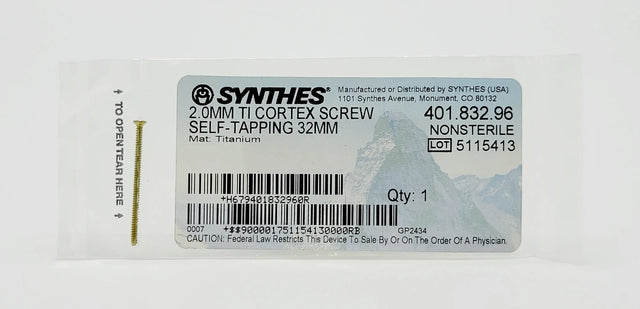 TO OPEN TEAR HERE
SYNTHES®
Manufactured or Distributed by SYNTHES (USA)
1101 Synthes Avenue, Monument, CO 80132
2.0MM TI CORTEX SCREW
SELF-TAPPING 32MM
Mat: Titanium
401.832.96
NONSTERILE
LOT 5115413
+H679401832960R
Qty: 1
0007
+$$9000017511541300​00RB
GP2434
CAUTION: Federal Law Restricts This Device To Sale By Or On The Order Of A Physician.